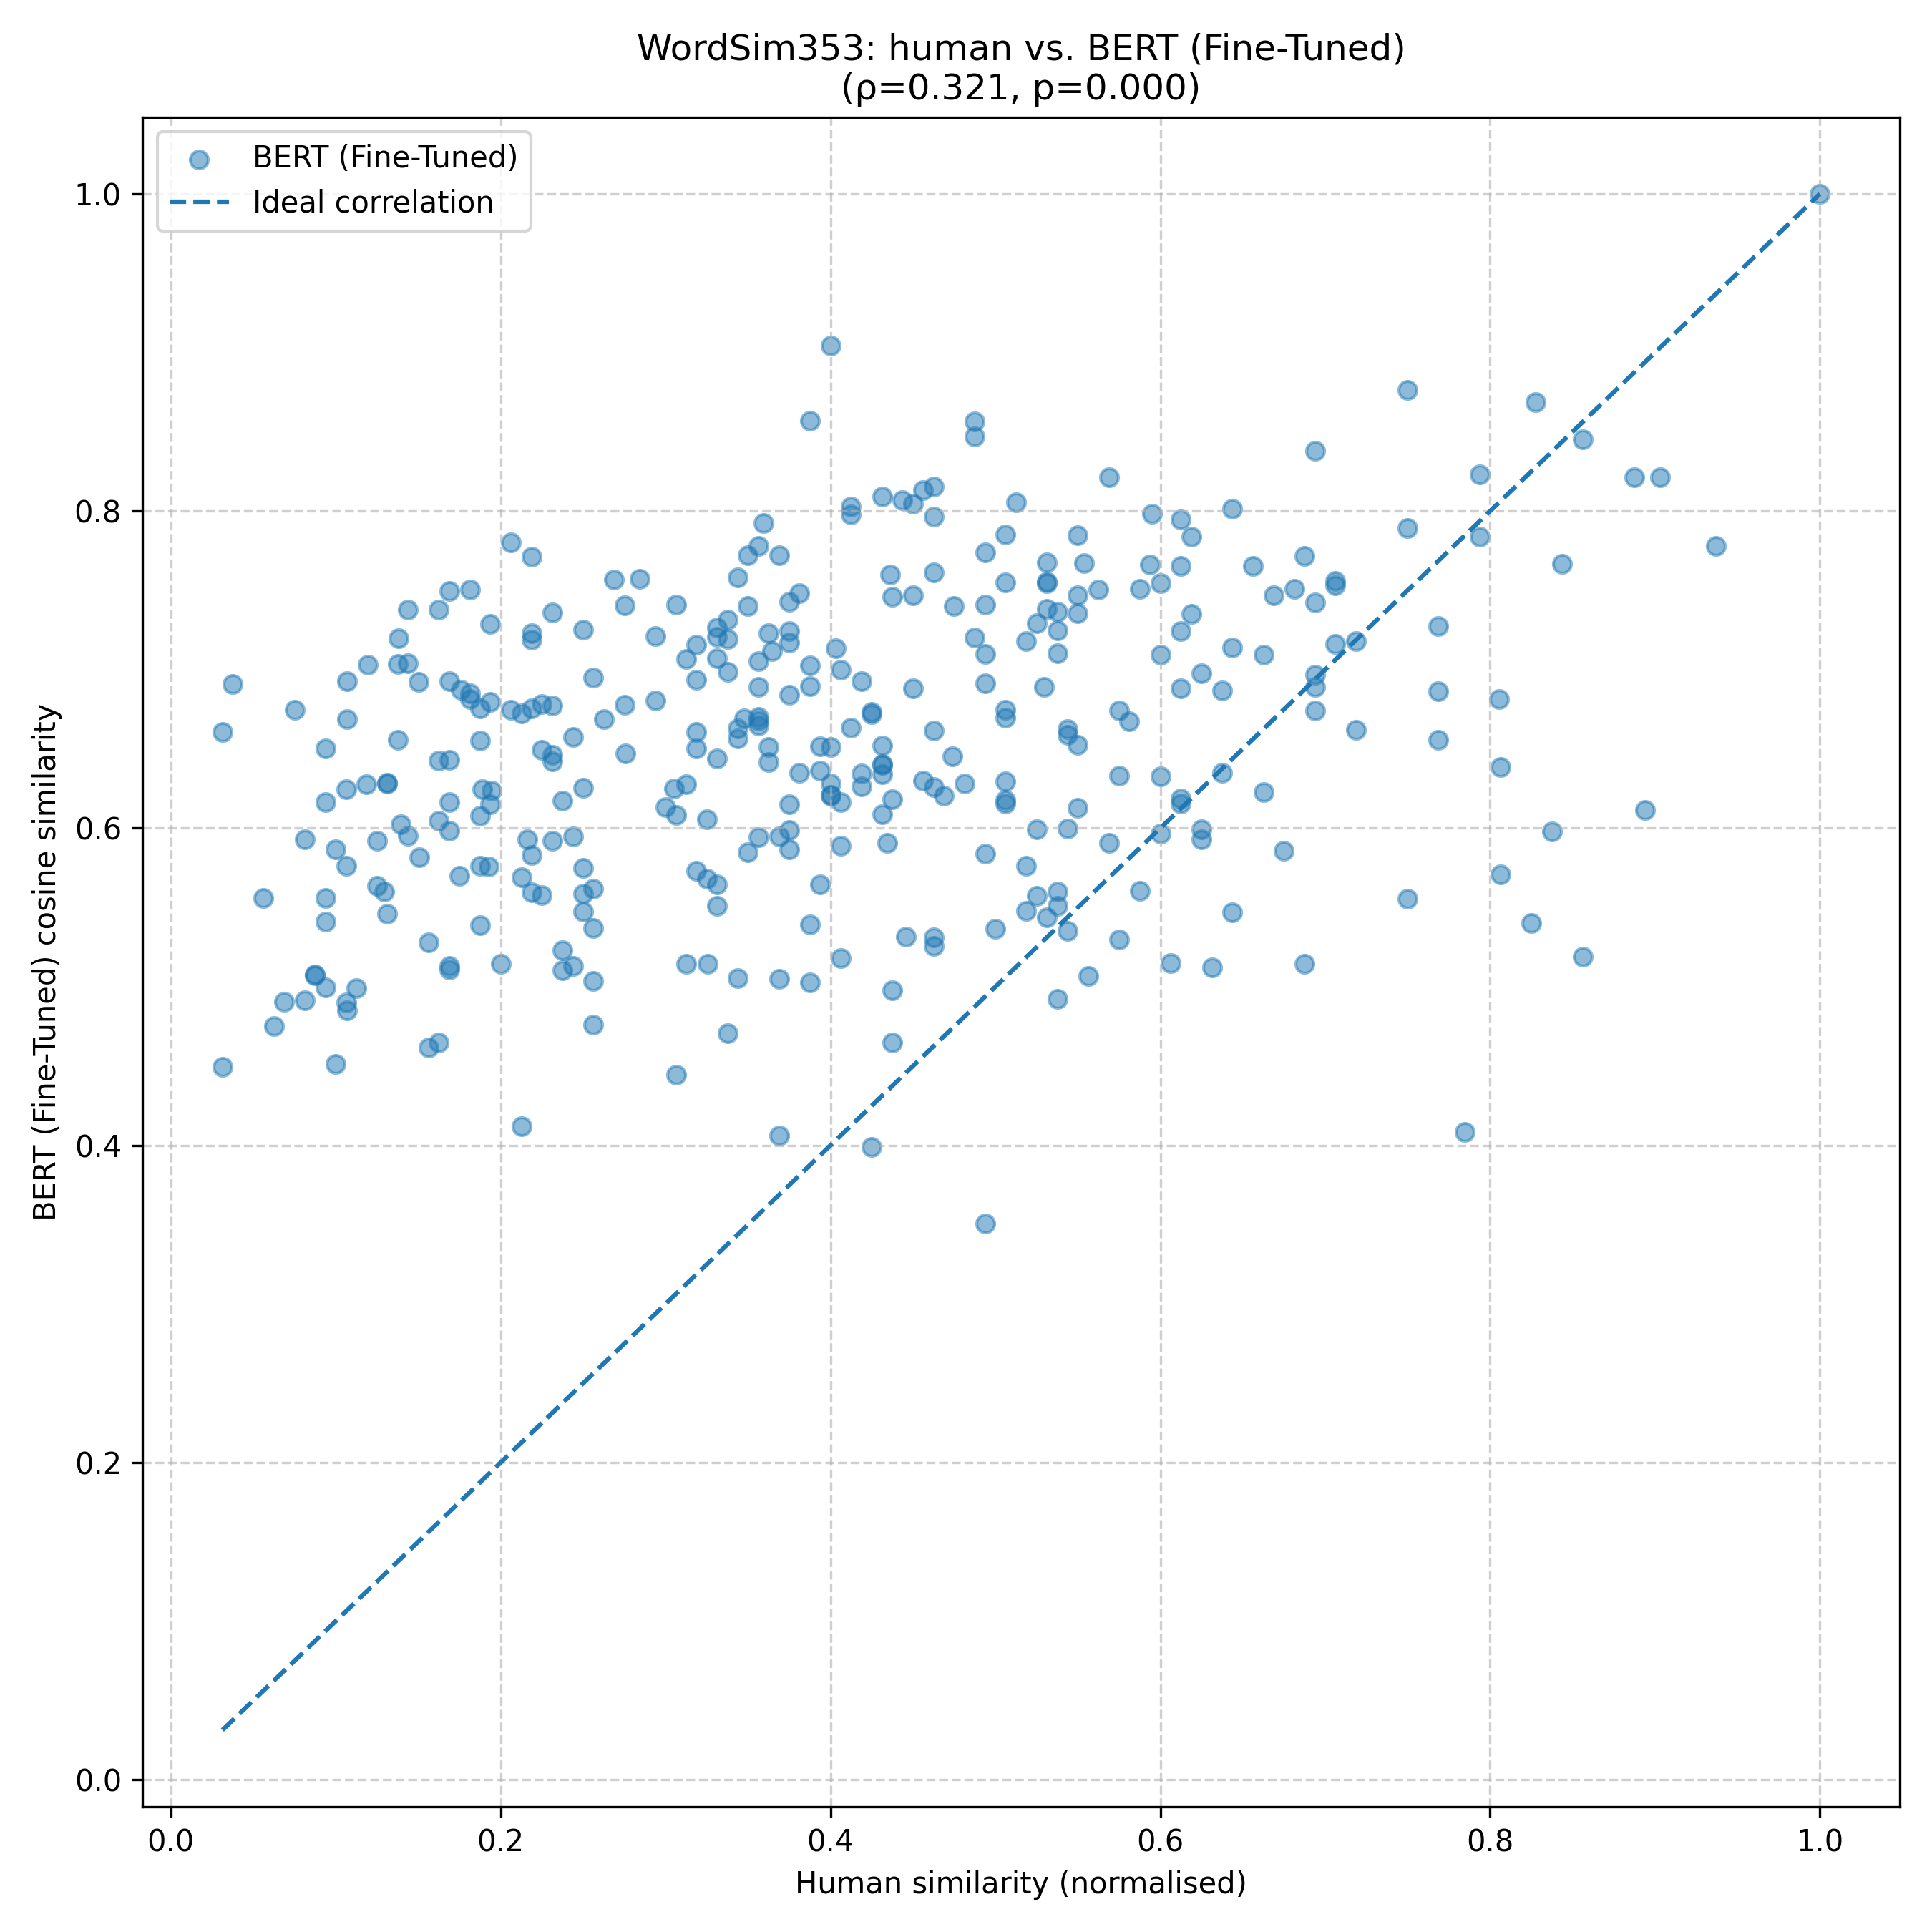 WordSim353: human vs. BERT (Fine-Tuned)
(ρ=0.321, p=0.000)
BERT (Fine-Tuned)
Ideal correlation
1.0
0.8
0.6
0.4
0.2
0.0
BERT (Fine-Tuned) cosine similarity
0.0 0.2 0.4 0.6 0.8 1.0
Human similarity (normalised)